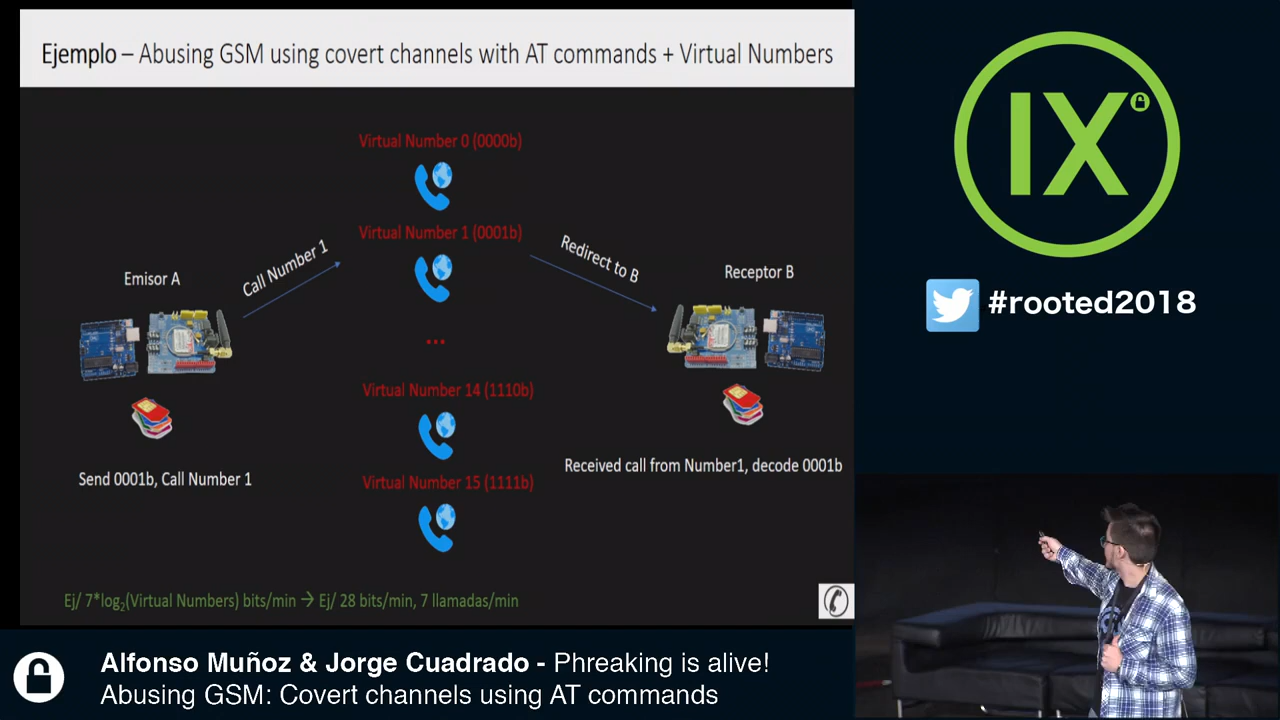 Ejemplo – Abusing GSM using covert channels with AT commands + Virtual Numbers
Virtual Number 0 (0000b)
Virtual Number 1 (0001b)
Call Number 1
Redirect to B
Emisor A
Receptor B
...
Virtual Number 14 (1110b)
Virtual Number 15 (1111b)
Send 0001b, Call Number 1
Received call from Number1, decode 0001b
Ej/ 7*log₂(Virtual Numbers) bits/min → Ej/ 28 bits/min, 7 llamadas/min
IX
#rooted2018
Alfonso Muñoz & Jorge Cuadrado - Phreaking is alive!
Abusing GSM: Covert channels using AT commands